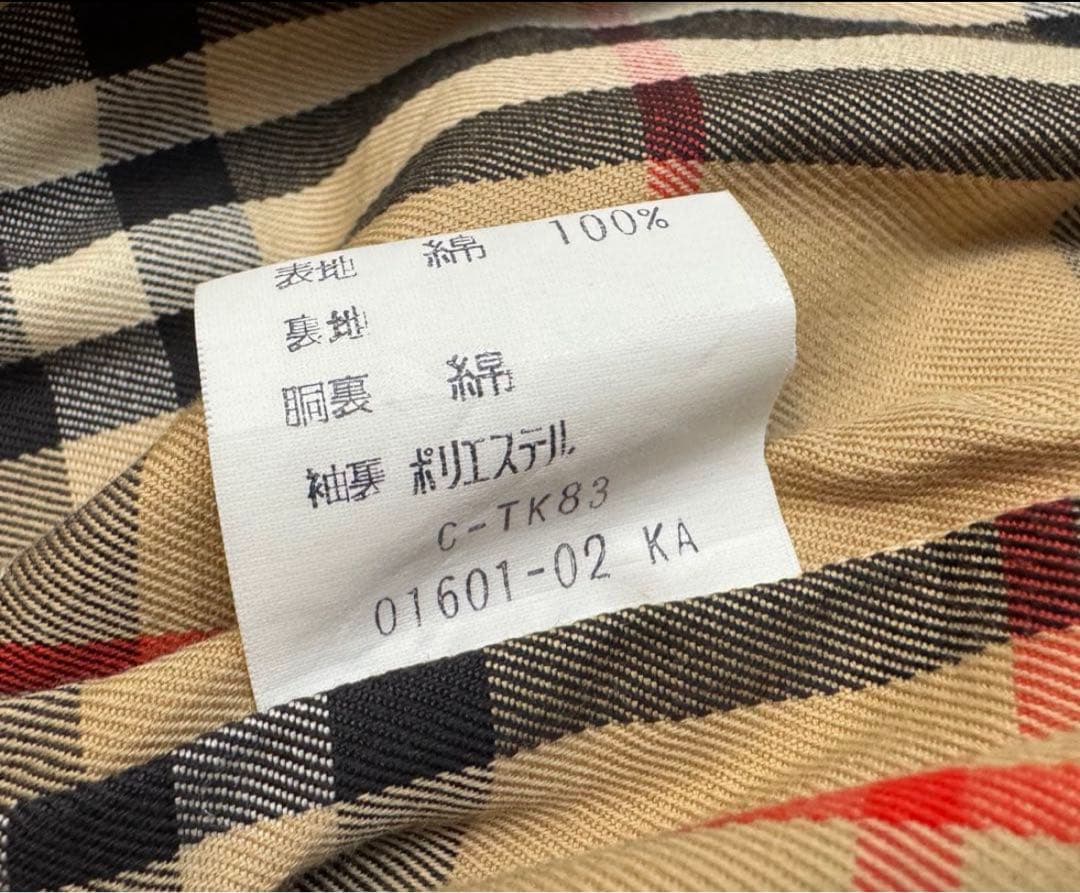 表地 綿 100%
裏地
胴裏 綿
袖裏 ポリエステル
C-TK83
01601-02 KA